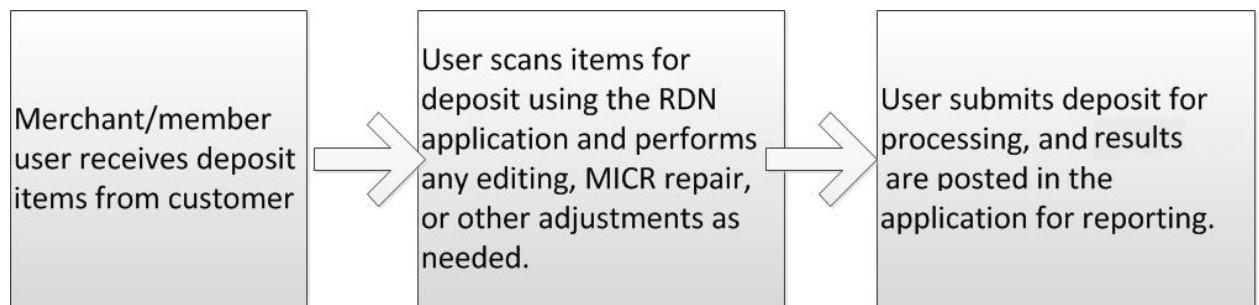 Merchant/member
user receives deposit
items from customer
User scans items for
deposit using the RDN
application and performs
any editing, MICR repair,
or other adjustments as
needed.
User submits deposit for
processing, and results
are posted in the
application for reporting.